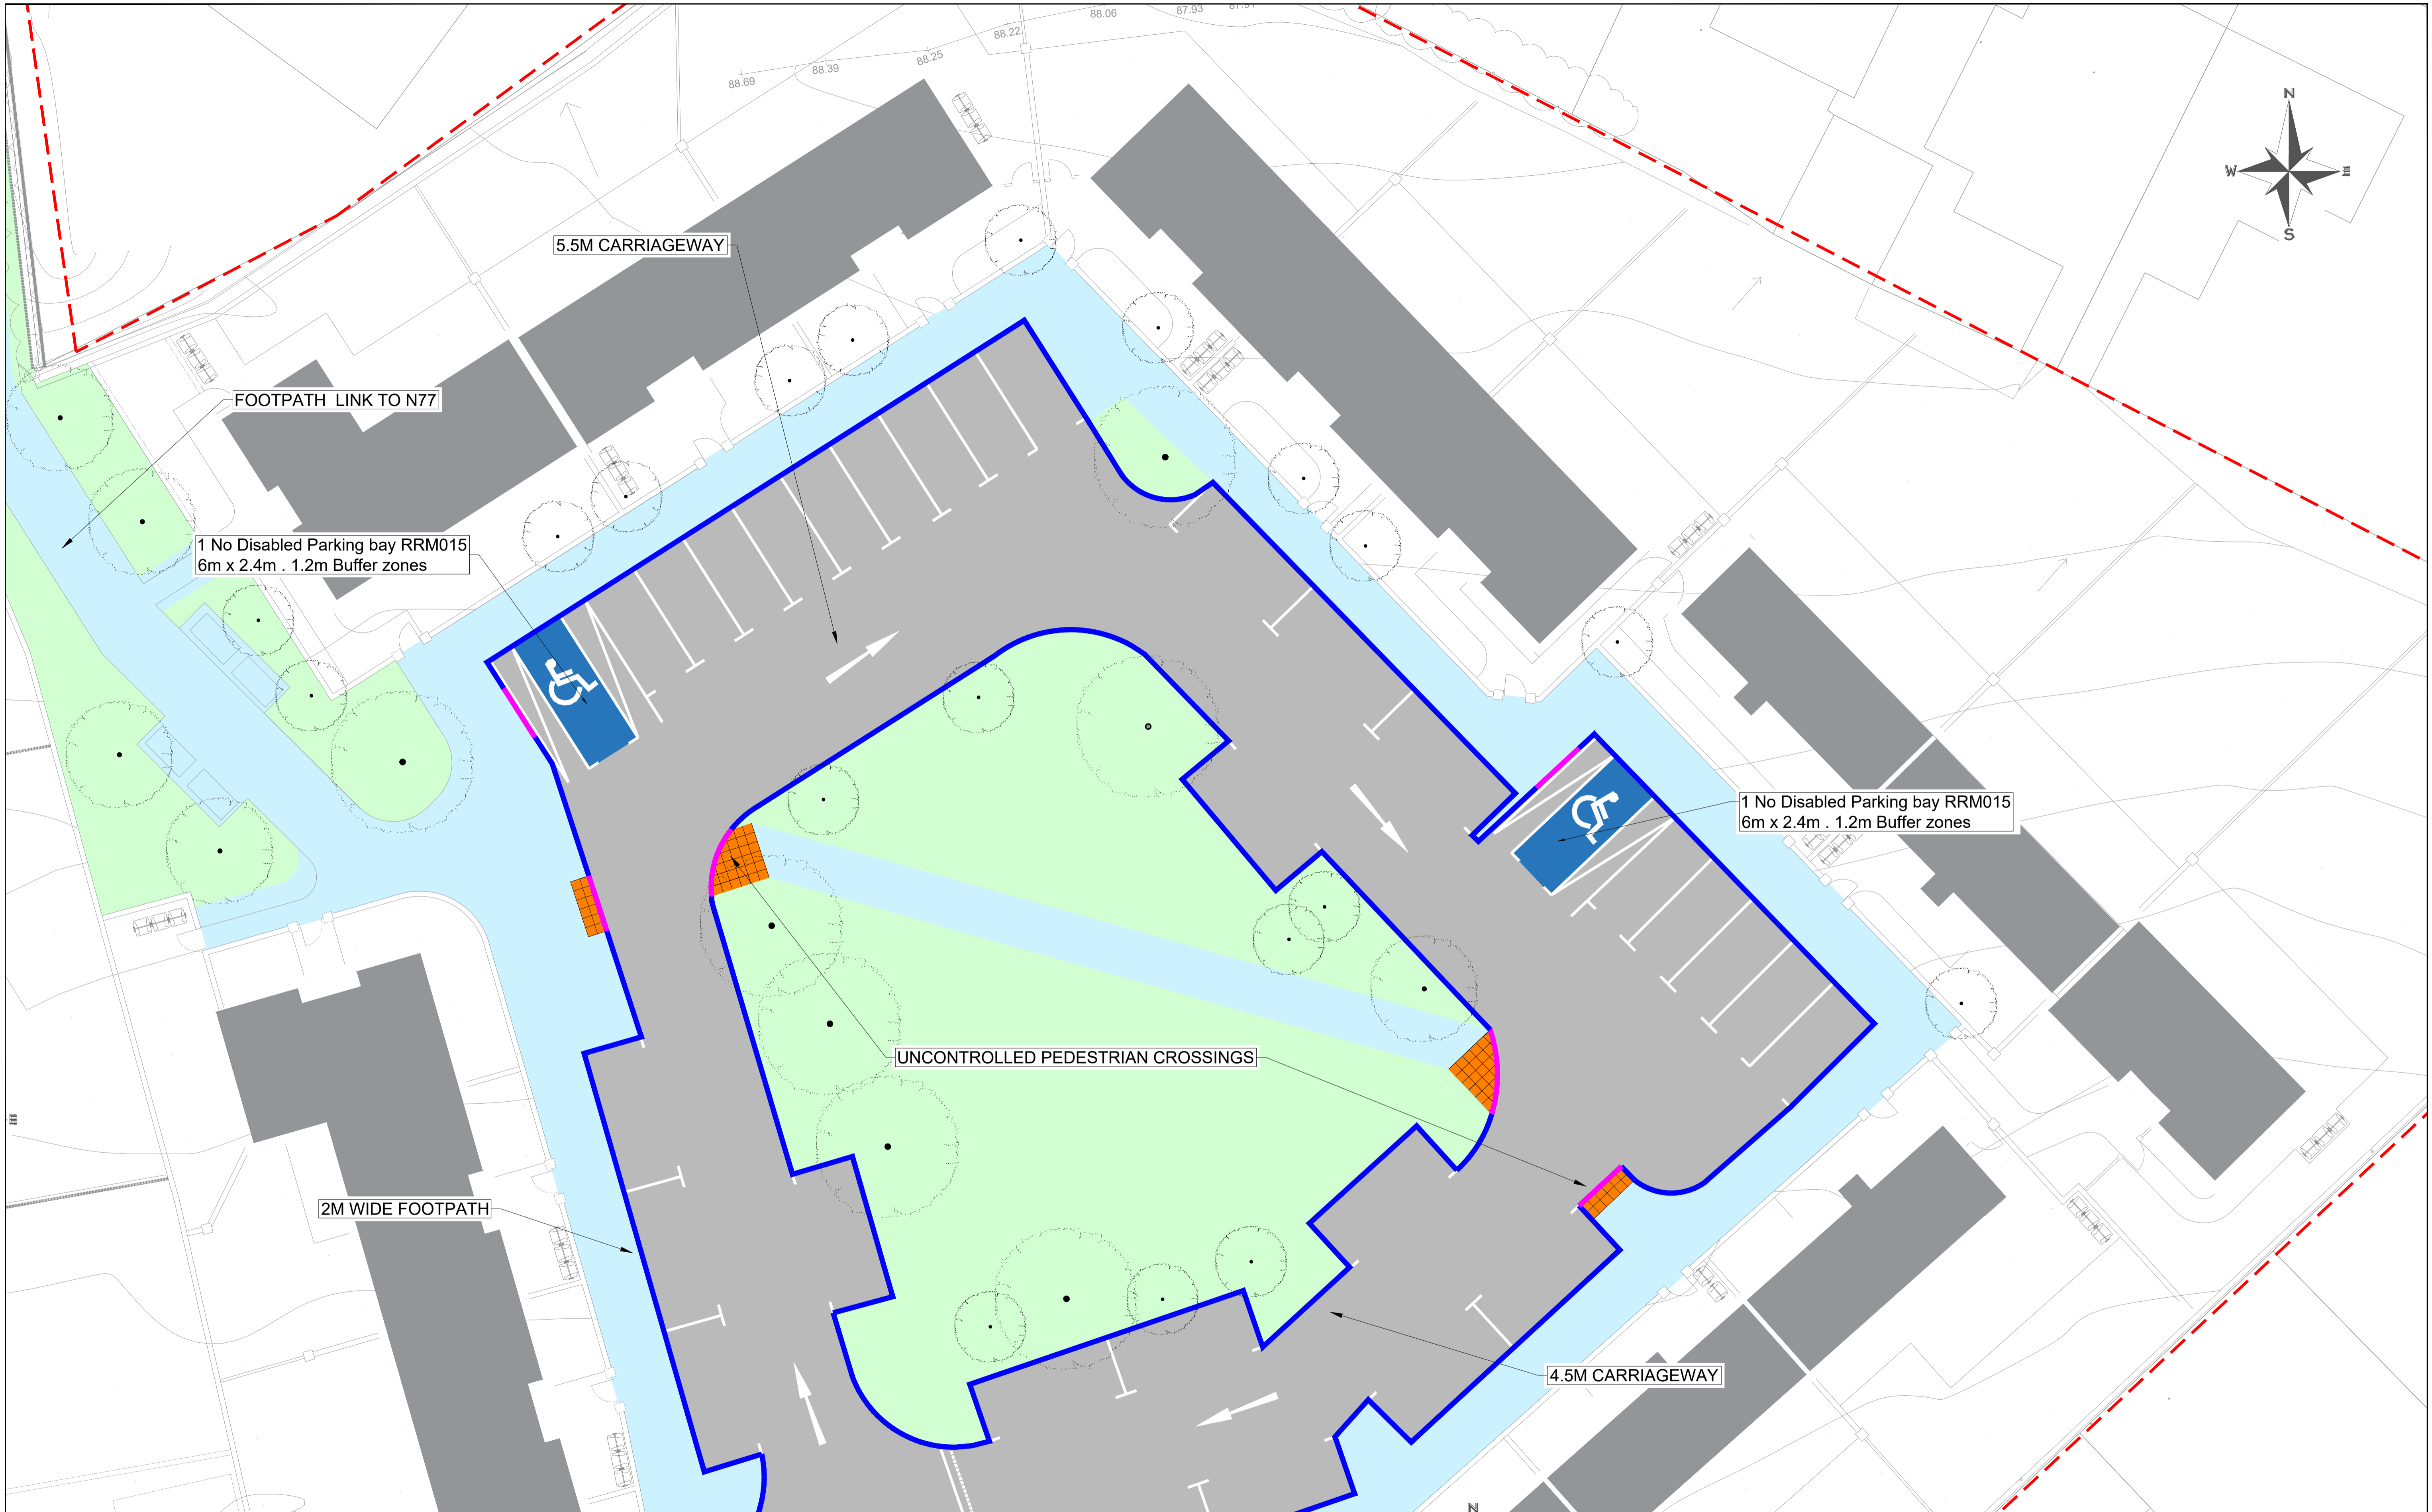 88.06
87.93
88.22
88.25
88.39
88.69
N
W
E
S
5.5M CARRIAGEWAY
FOOTPATH LINK TO N77
1 No Disabled Parking bay RRM015
6m x 2.4m . 1.2m Buffer zones
1 No Disabled Parking bay RRM015
6m x 2.4m . 1.2m Buffer zones
UNCONTROLLED PEDESTRIAN CROSSINGS
E
2M WIDE FOOTPATH
4.5M CARRIAGEWAY
N